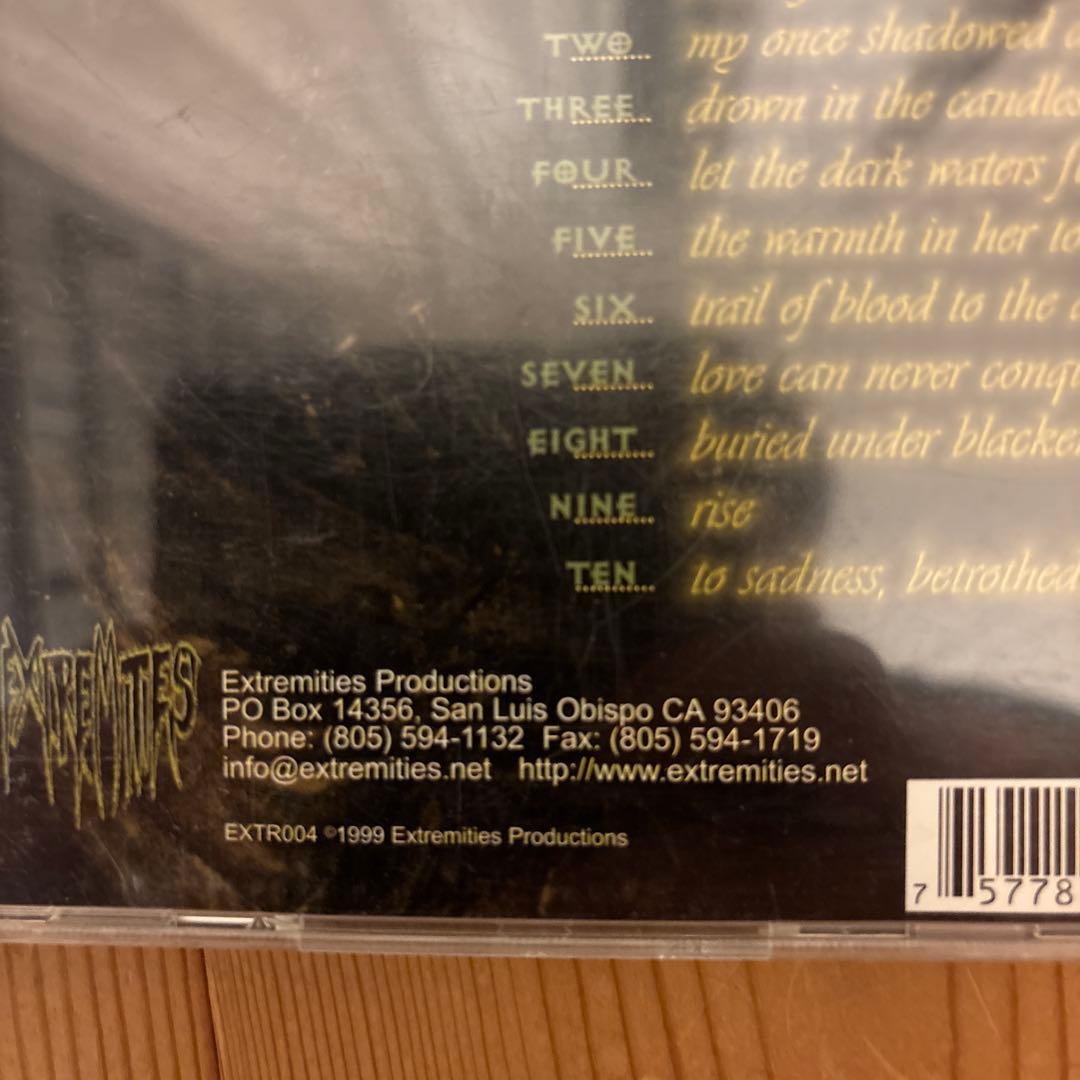 TWO... my once shadowed
THREE... drown in the candles
FOUR... let the dark waters
FIVE... the warmth in her
SIX... trail of blood to the
SEVEN... love can never
EIGHT... buried under
NINE... rise
TEN... to sadness, betrothed
EXTREMITIES
Extremities Productions
PO Box 14356, San Luis Obispo CA 93406
Phone: (805) 594-1132 Fax: (805) 594-1719
info@extremities.net http://www.extremities.net
EXTR004 ©1999 Extremities Productions
7 5778